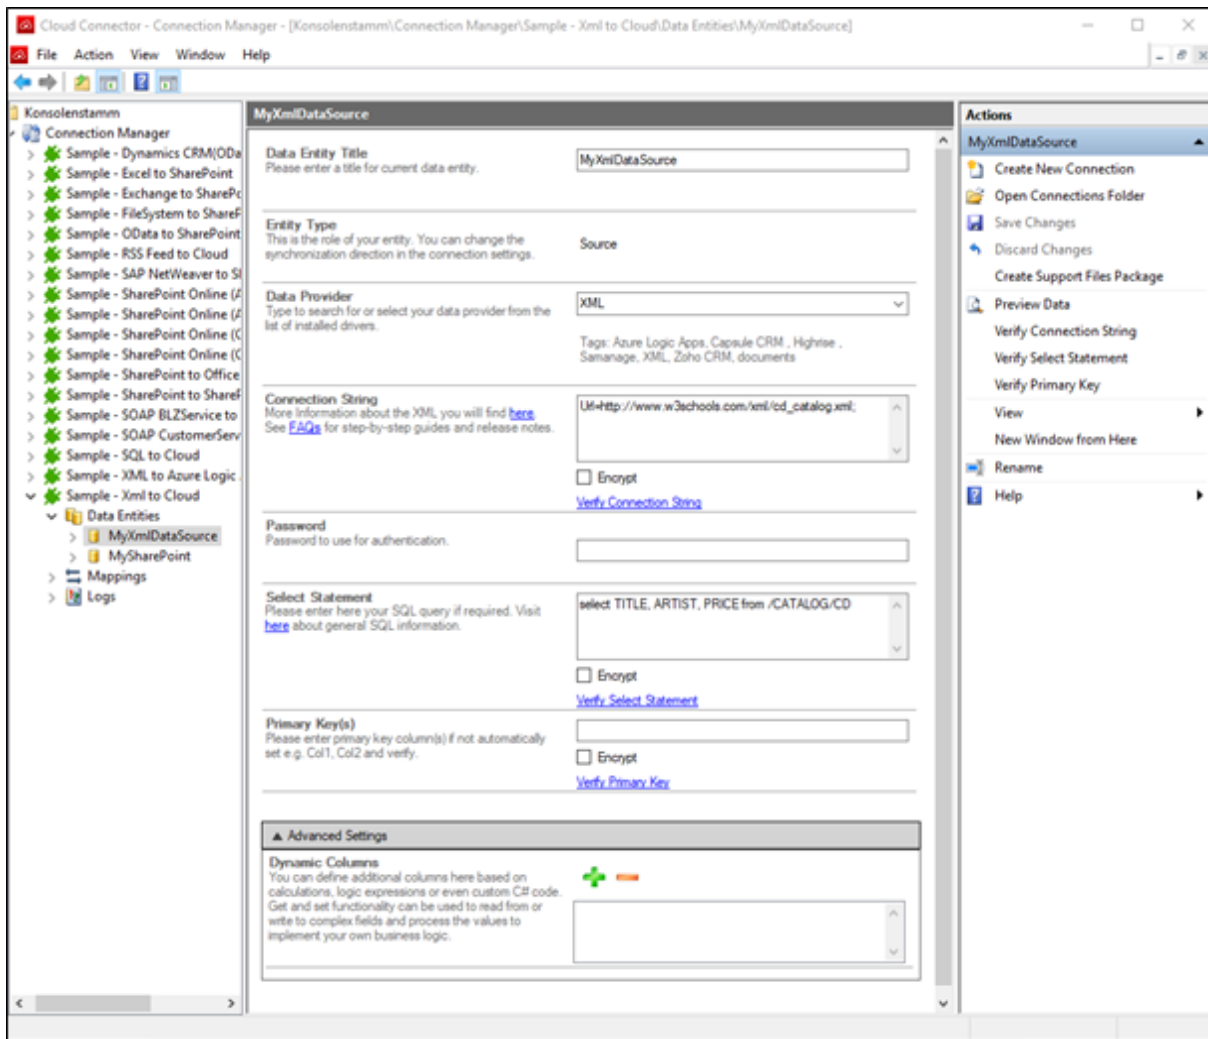 Cloud Connector - Connection Manager - [Konsolenstamm\Connection Manager\Sample - Xml to Cloud\Data Entities\MyXmlDataSource]
File Action View Window Help
Konsolenstamm
Connection Manager
Sample - Dynamics CRM(ODa
Sample - Excel to SharePoint
Sample - Exchange to SharePc
Sample - FileSystem to ShareF
Sample - OData to SharePoint
Sample - RSS Feed to Cloud
Sample - SAP NetWeaver to Sl
Sample - SharePoint Online (A
Sample - SharePoint Online (A
Sample - SharePoint Online (C
Sample - SharePoint Online (C
Sample - SharePoint to Office
Sample - SharePoint to ShareF
Sample - SOAP BLZService to
Sample - SOAP CustomerServ
Sample - SQL to Cloud
Sample - XML to Azure Logic
Sample - Xml to Cloud
Data Entities
MyXmlDataSource
MySharePoint
Mappings
Logs
MyXmlDataSource
Data Entity Title
Please enter a title for current data entity.
MyXmlDataSource
Entity Type
This is the role of your entity. You can change the
synchronization direction in the connection settings.
Source
Data Provider
Type to search for or select your data provider from the
list of installed drivers.
XML
Tags: Azure Logic Apps, Capsule CRM , Highrise ,
Samanage, XML, Zoho CRM, documents
Connection String
More Information about the XML you will find here.
See FAQs for step-by-step guides and release notes.
Url=http://www.w3schools.com/xml/cd_catalog.xml;
Encrypt
Verify Connection String
Password
Password to use for authentication.
Select Statement
Please enter here your SQL query if required. Visit
here about general SQL information.
select TITLE, ARTIST, PRICE from /CATALOG/CD
Encrypt
Verify Select Statement
Primary Key(s)
Please enter primary key column(s) if not automatically
set e.g. Col1, Col2 and verify.
Encrypt
Verify Primary Key
Advanced Settings
Dynamic Columns
You can define additional columns here based on
calculations, logic expressions or even custom C# code.
Get and set functionality can be used to read from or
write to complex fields and process the values to
implement your own business logic.
Actions
MyXmlDataSource
Create New Connection
Open Connections Folder
Save Changes
Discard Changes
Create Support Files Package
Preview Data
Verify Connection String
Verify Select Statement
Verify Primary Key
View
New Window from Here
Rename
Help